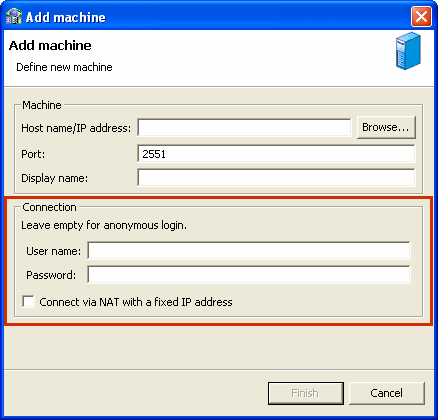 Add machine
Add machine
Define new machine
Machine
Host name/IP address:
Browse...
Port:
2551
Display name:
Connection
Leave empty for anonymous login.
User name:
Password:
Connect via NAT with a fixed IP address
Finish
Cancel